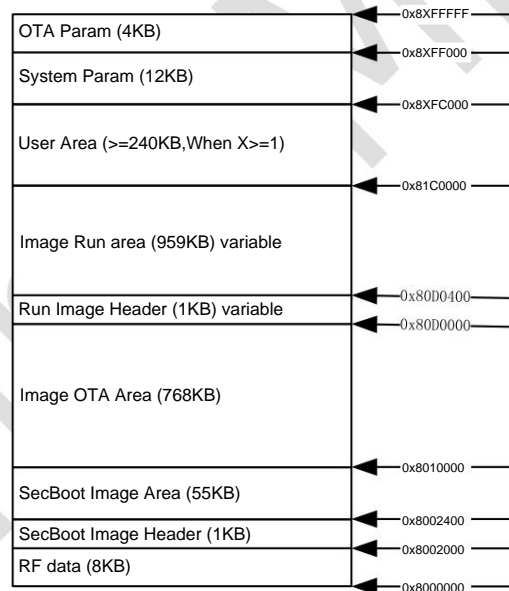 0x8XFFFFF
OTA Param (4KB)
0x8XFF000
System Param (12KB)
0x8XFC000
User Area (>=240KB,When X>=1)
0x81C0000
Image Run area (959KB) variable
0x80D0400
Run Image Header (1KB) variable
0x80D0000
Image OTA Area (768KB)
0x8010000
SecBoot Image Area (55KB)
0x8002400
SecBoot Image Header (1KB)
0x8002000
RF data (8KB)
0x8000000